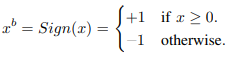 x^b = Sign(x) = { +1 if x ≥ 0.
−1 otherwise.